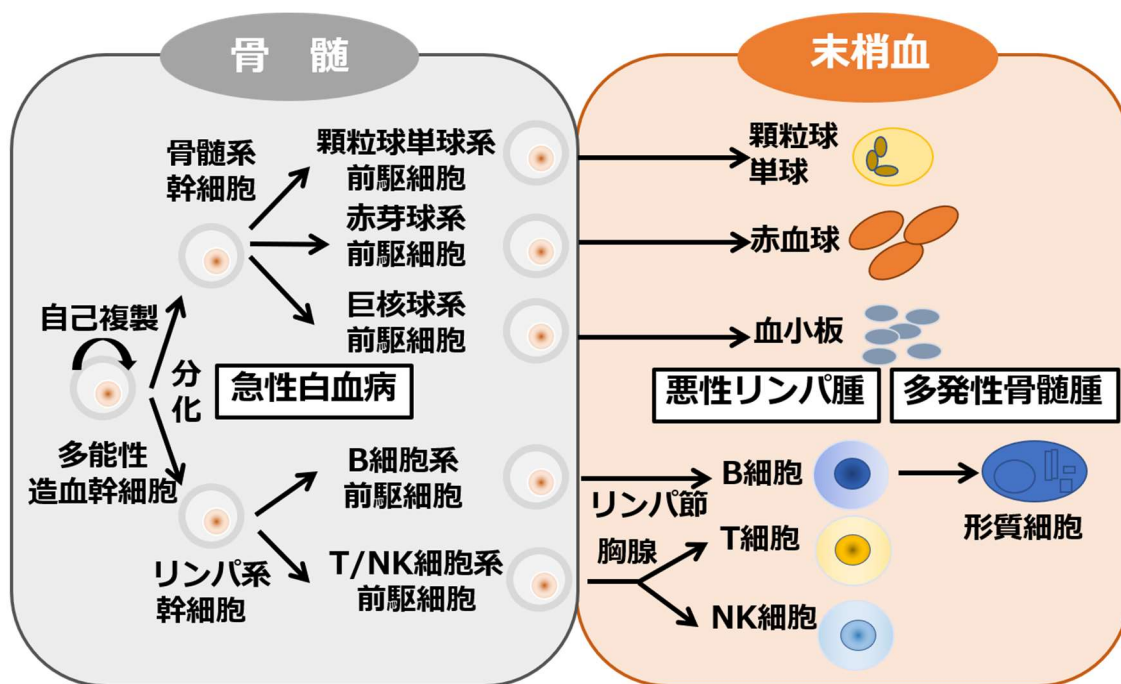 骨　髄
末梢血
骨髄系
幹細胞
顆粒球単球系
前駆細胞
顆粒球
単球
赤芽球系
前駆細胞
赤血球
巨核球系
前駆細胞
血小板
自己複製
分
化
急性白血病
悪性リンパ腫
多発性骨髄腫
多能性
造血幹細胞
B細胞系
前駆細胞
リンパ節
B細胞
形質細胞
リンパ系
幹細胞
T/NK細胞系
前駆細胞
胸腺
T細胞
NK細胞